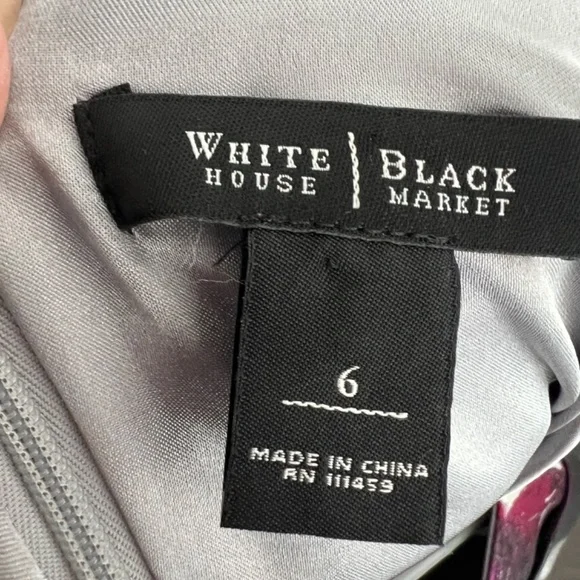 WHITE | BLACK
HOUSE | MARKET
6
MADE IN CHINA
RN 111459